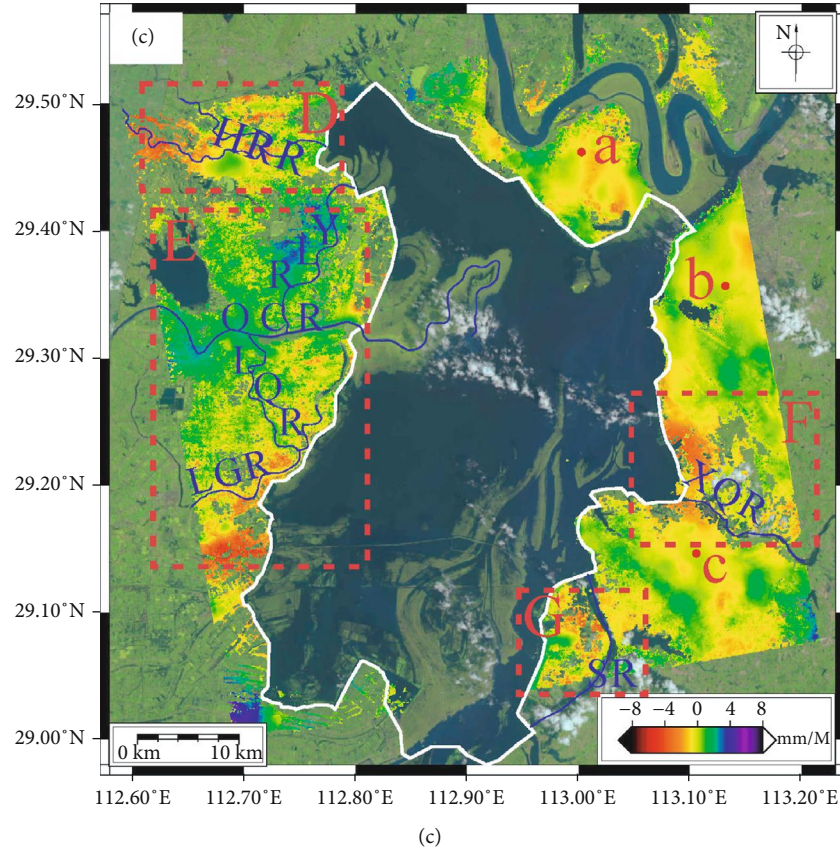 (c)
N
29.50°N
29.40°N
29.30°N
29.20°N
29.10°N
29.00°N
D
HRR
a
E
Y
I
R
b
O C R
L
Q
R
F
LGR
XQR
c
G
SR
−8 −4 0 4 8
mm/M
0 km 10 km
112.60°E 112.70°E 112.80°E 112.90°E 113.00°E 113.10°E 113.20°E
(c)